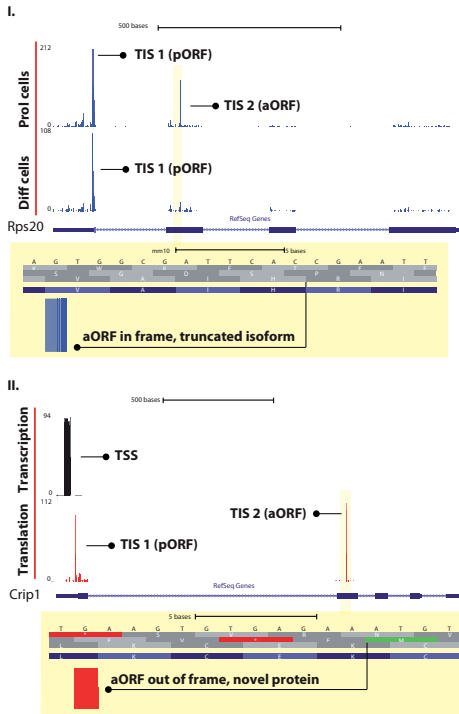 I.
500 bases
212
TIS 1 (pORF)
TIS 2 (aORF)
Prol cells
0
108
TIS 1 (pORF)
Diff cells
0
RefSeq Genes
Rps20
mm10 5 bases
A G T G G C G A T T C A C C G A A T T
V A I H R I
V A I H R I
aORF in frame, truncated isoform
II.
500 bases
94
Transcription
TSS
0
112
TIS 2 (aORF)
Translation
TIS 1 (pORF)
0
RefSeq Genes
Crip1
5 bases
T G A A G T G T G A G A A A T G T
* S V R N
V * F M
L K C E K C
L K C E K C
aORF out of frame, novel protein